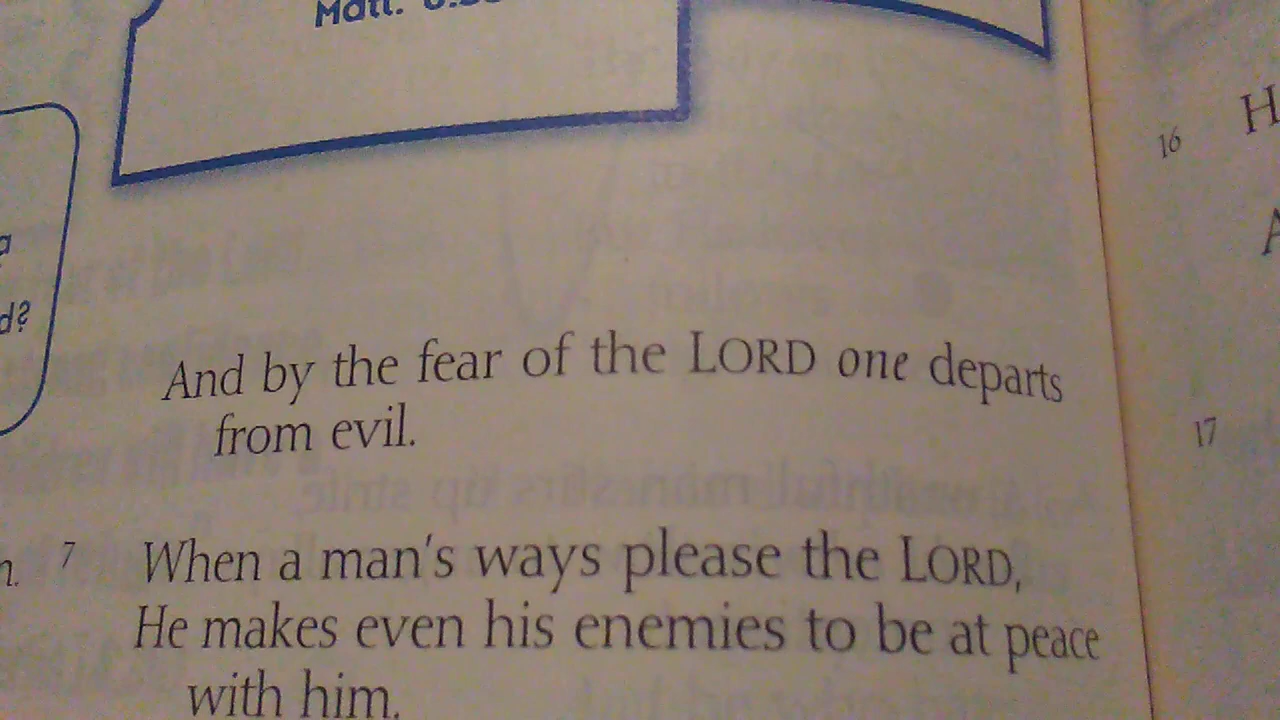 Matt.
d?
And by the fear of the LORD one departs
from evil.
7 When a man's ways please the LORD,
He makes even his enemies to be at peace
with him.
16
17